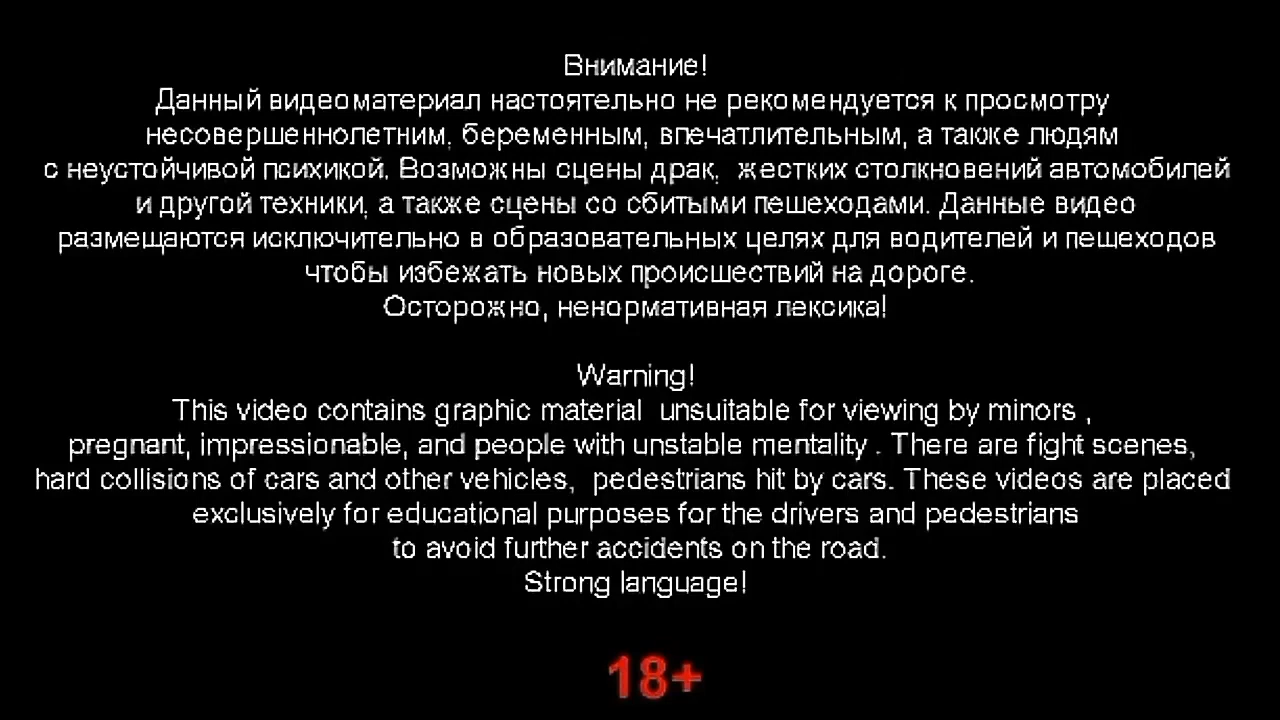 Внимание!
Данный видеоматериал настоятельно не рекомендуется к просмотру
несовершеннолетним, беременным, впечатлительным, а также людям
с неустойчивой психикой. Возможны сцены драк, жестких столкновений автомобилей
и другой техники, а также сцены со сбитыми пешеходами. Данные видео
размещаются исключительно в образовательных целях для водителей и пешеходов
чтобы избежать новых происшествий на дороге.
Осторожно, ненормативная лексика!
Warning!
This video contains graphic material unsuitable for viewing by minors ,
pregnant, impressionable, and people with unstable mentality . There are fight scenes,
hard collisions of cars and other vehicles, pedestrians hit by cars. These videos are placed
exclusively for educational purposes for the drivers and pedestrians
to avoid further accidents on the road.
Strong language!
18+